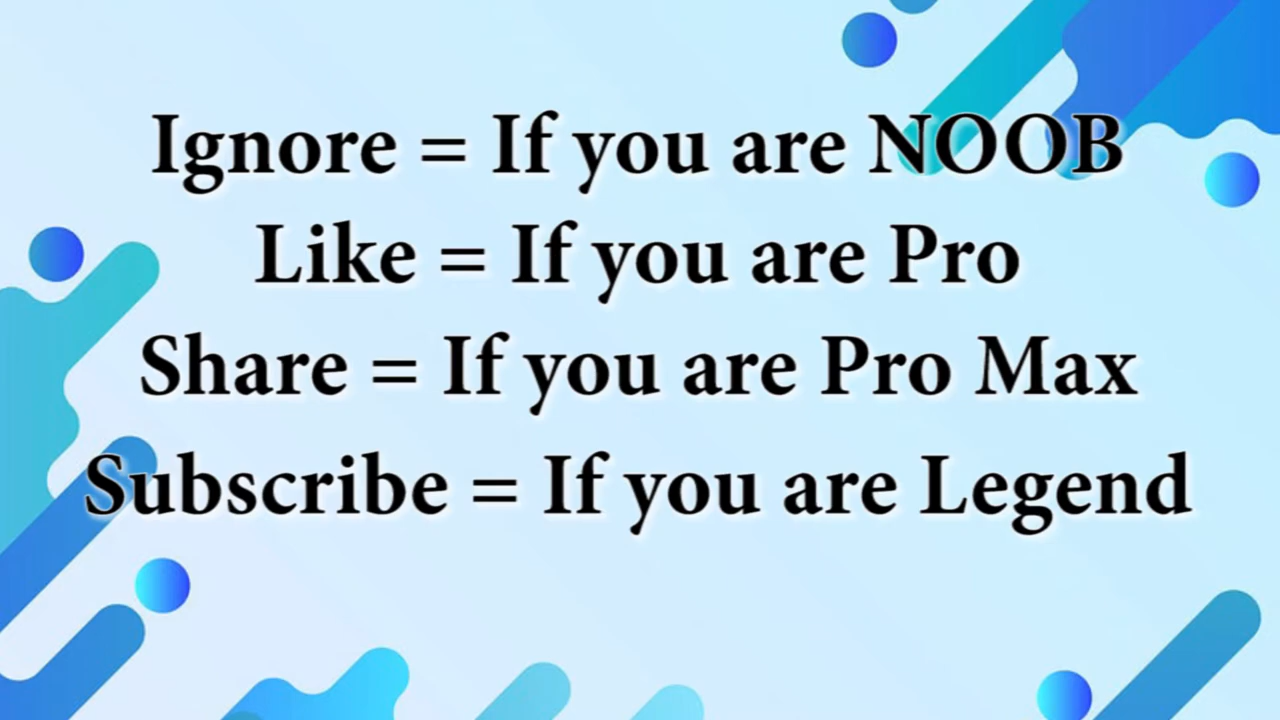 Ignore = If you are NOOB
Like = If you are Pro
Share = If you are Pro Max
Subscribe = If you are Legend